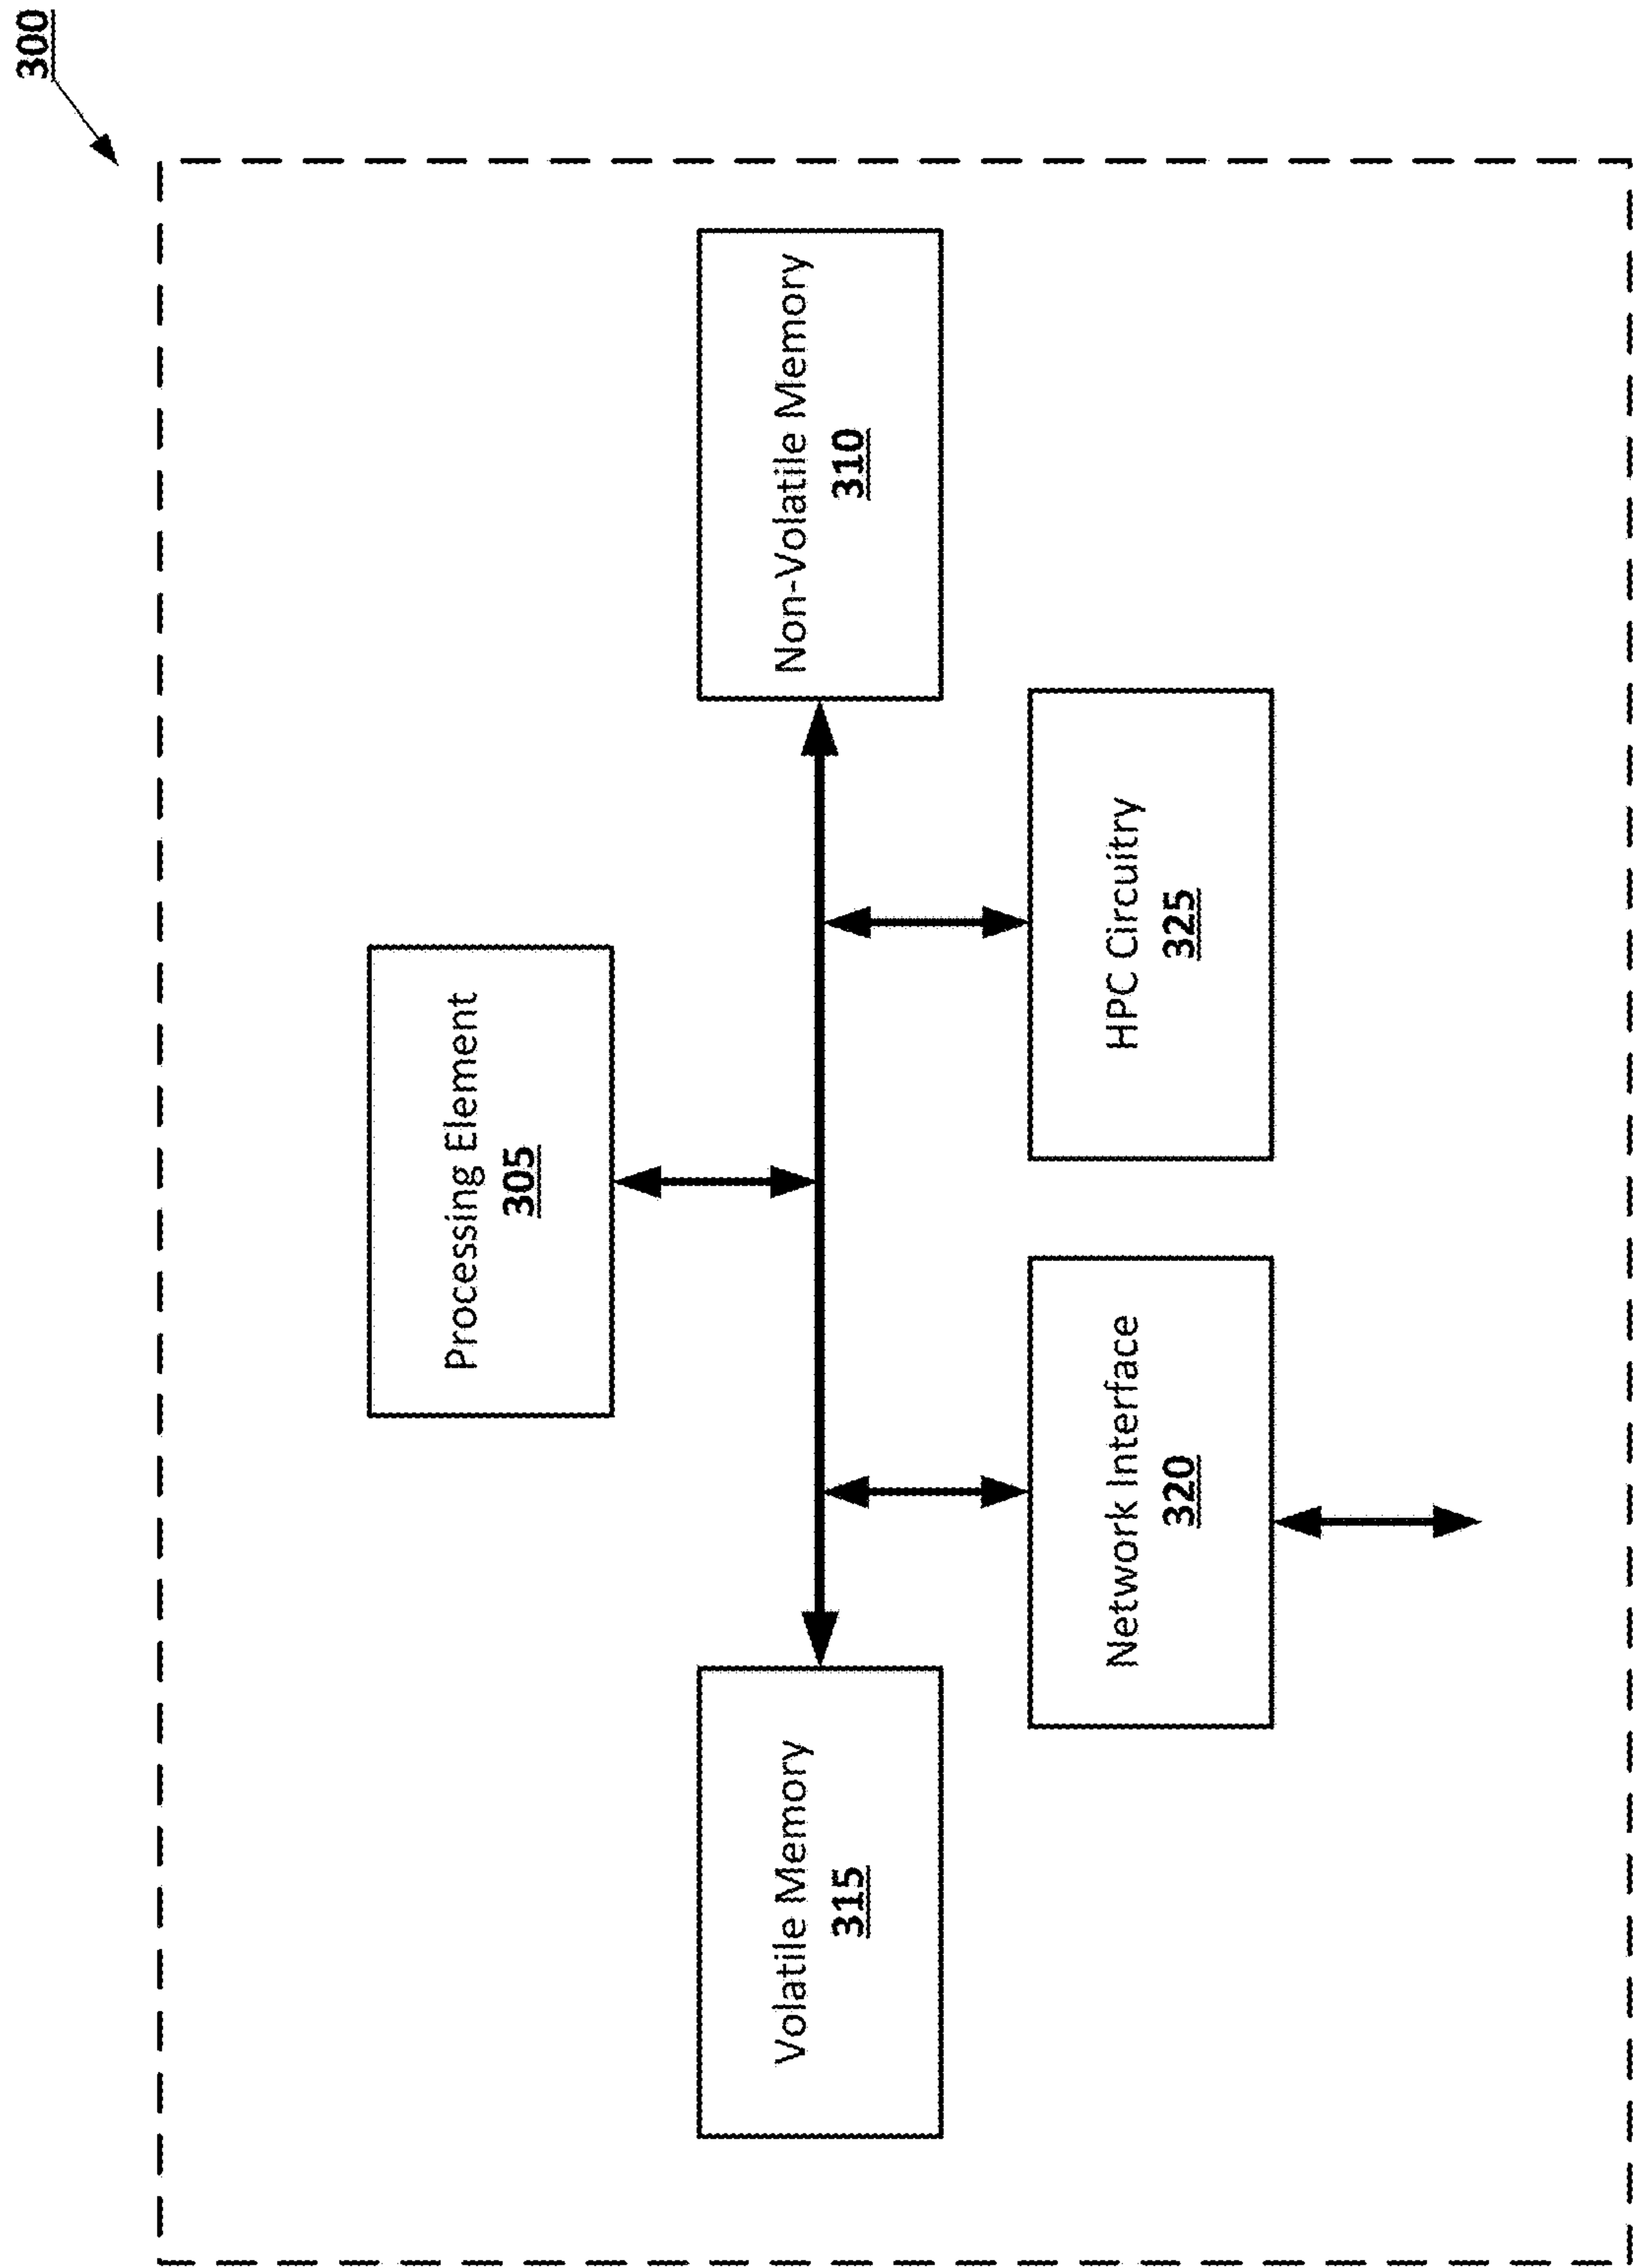 300
Processing Element
305
Volatile Memory
315
Non-Volatile Memory
310
Network Interface
320
HPC Circuitry
325